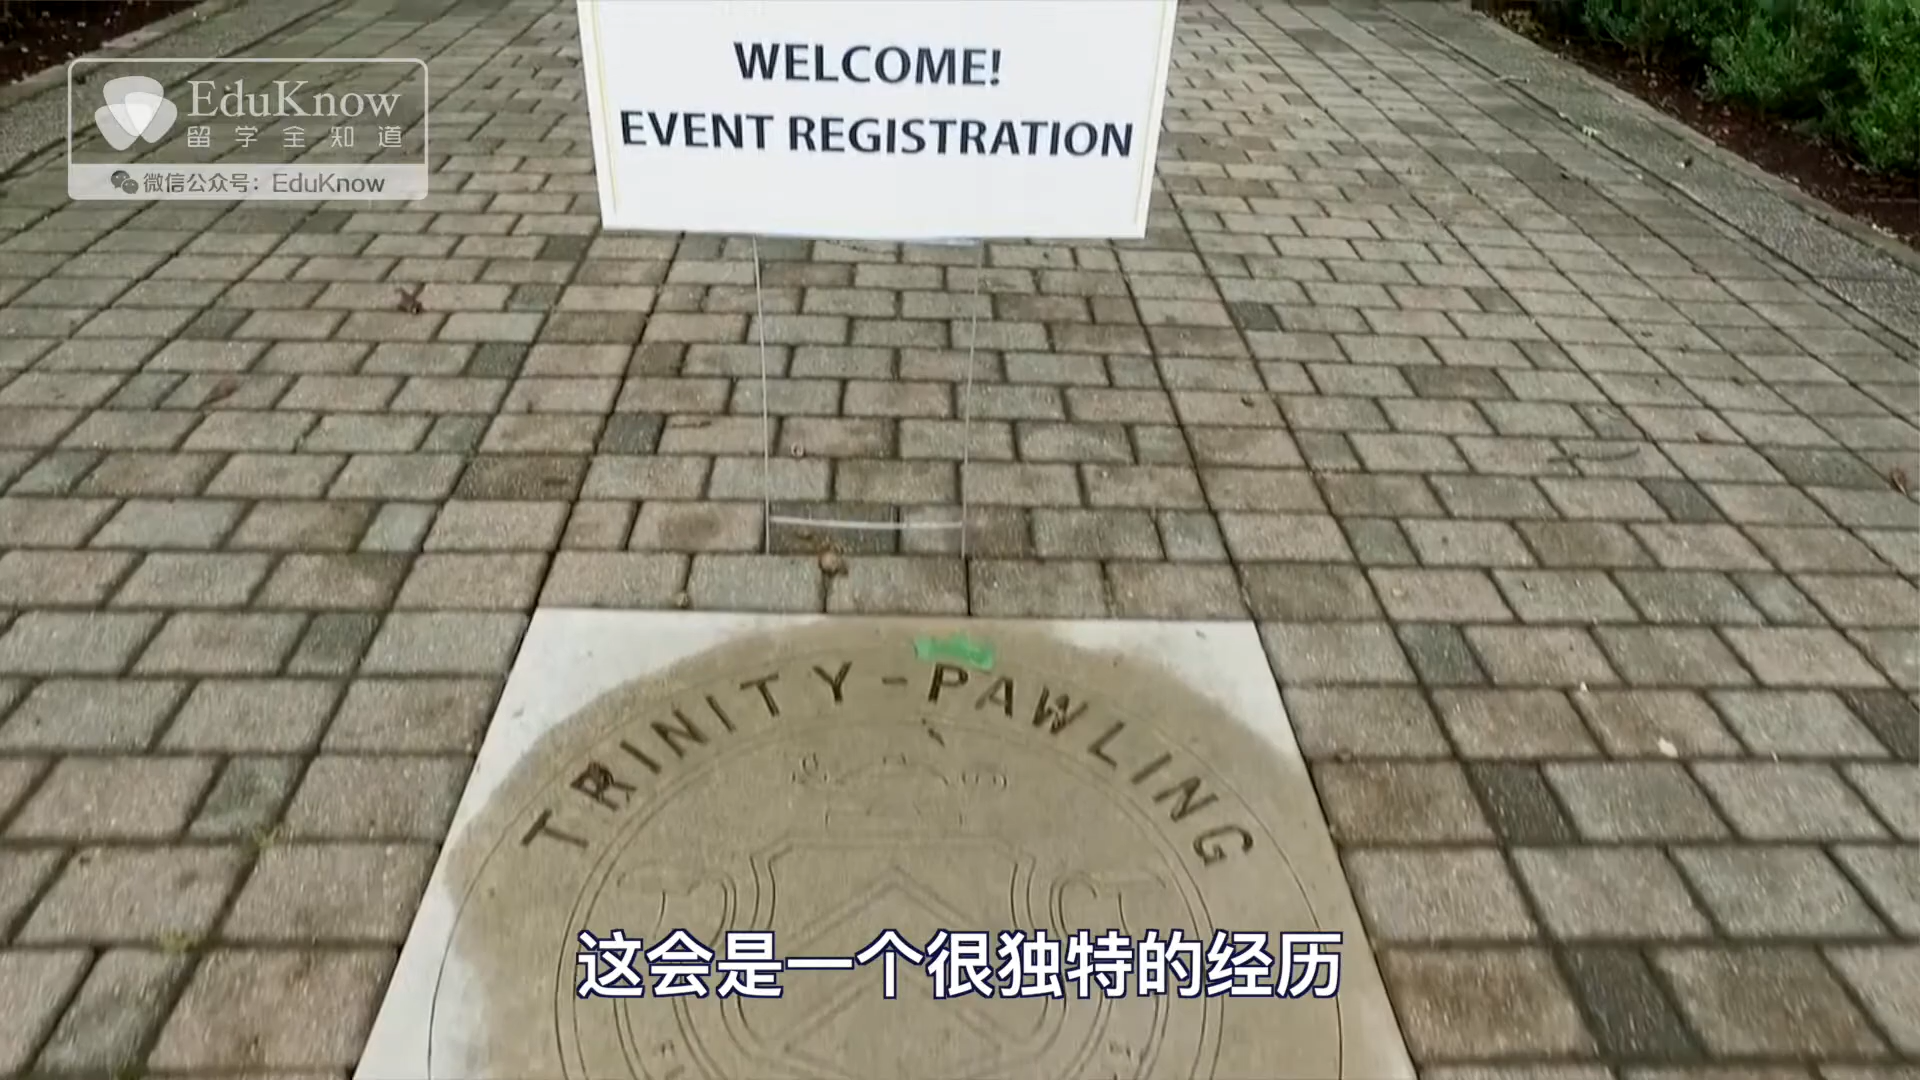 WELCOME!
EVENT REGISTRATION
EduKnow
留学全知道
微信公众号：EduKnow
TRINITY-PAWLING
这会是一个很独特的经历